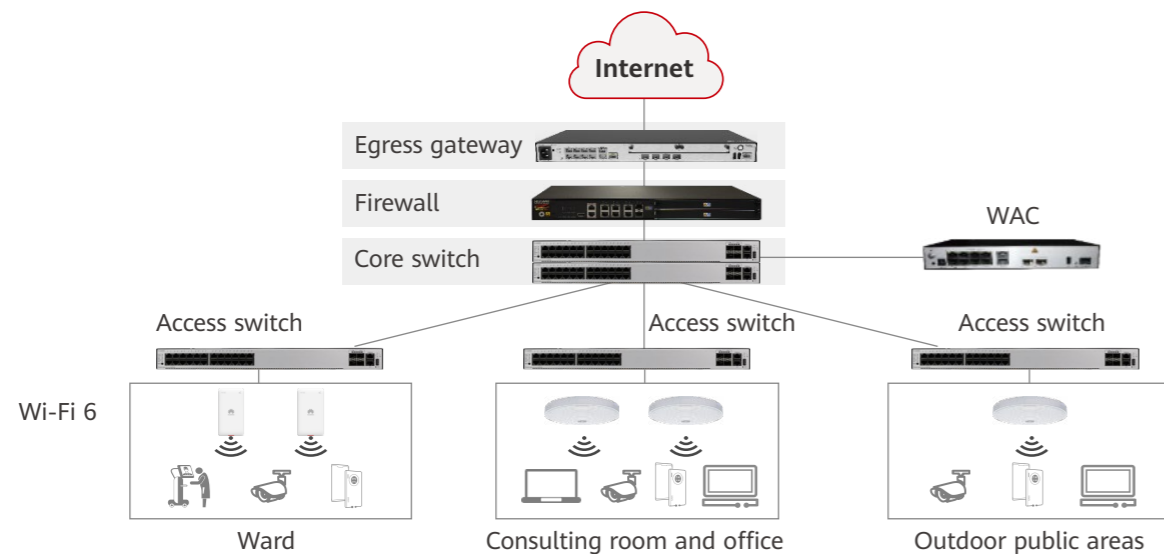 Internet
Egress gateway
Firewall
WAC
Core switch
Access switch
Access switch
Access switch
Wi-Fi 6
Ward
Consulting room and office
Outdoor public areas